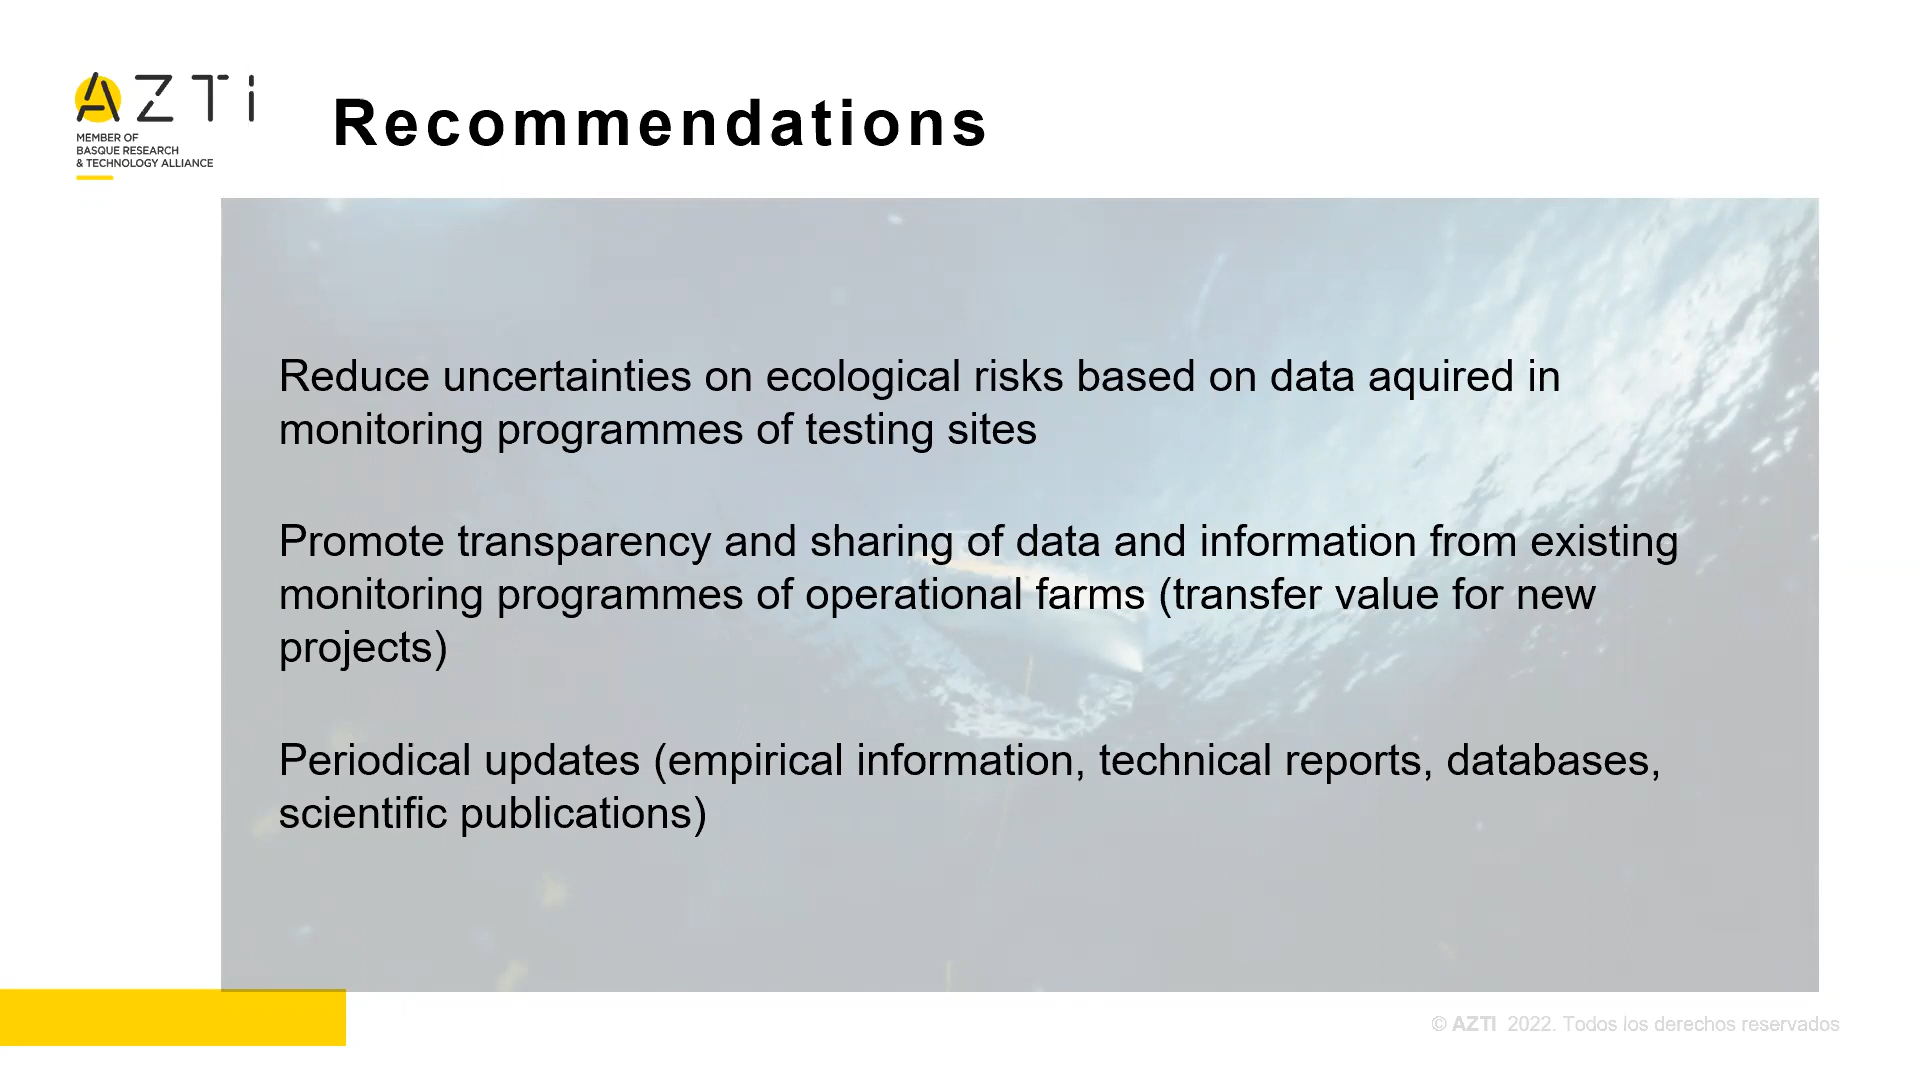 AZTi
MEMBER OF
BASQUE RESEARCH
& TECHNOLOGY ALLIANCE
Recommendations
Reduce uncertainties on ecological risks based on data aquired in
monitoring programmes of testing sites
Promote transparency and sharing of data and information from existing
monitoring programmes of operational farms (transfer value for new
projects)
Periodical updates (empirical information, technical reports, databases,
scientific publications)
© AZTI 2022. Todos los derechos reservados